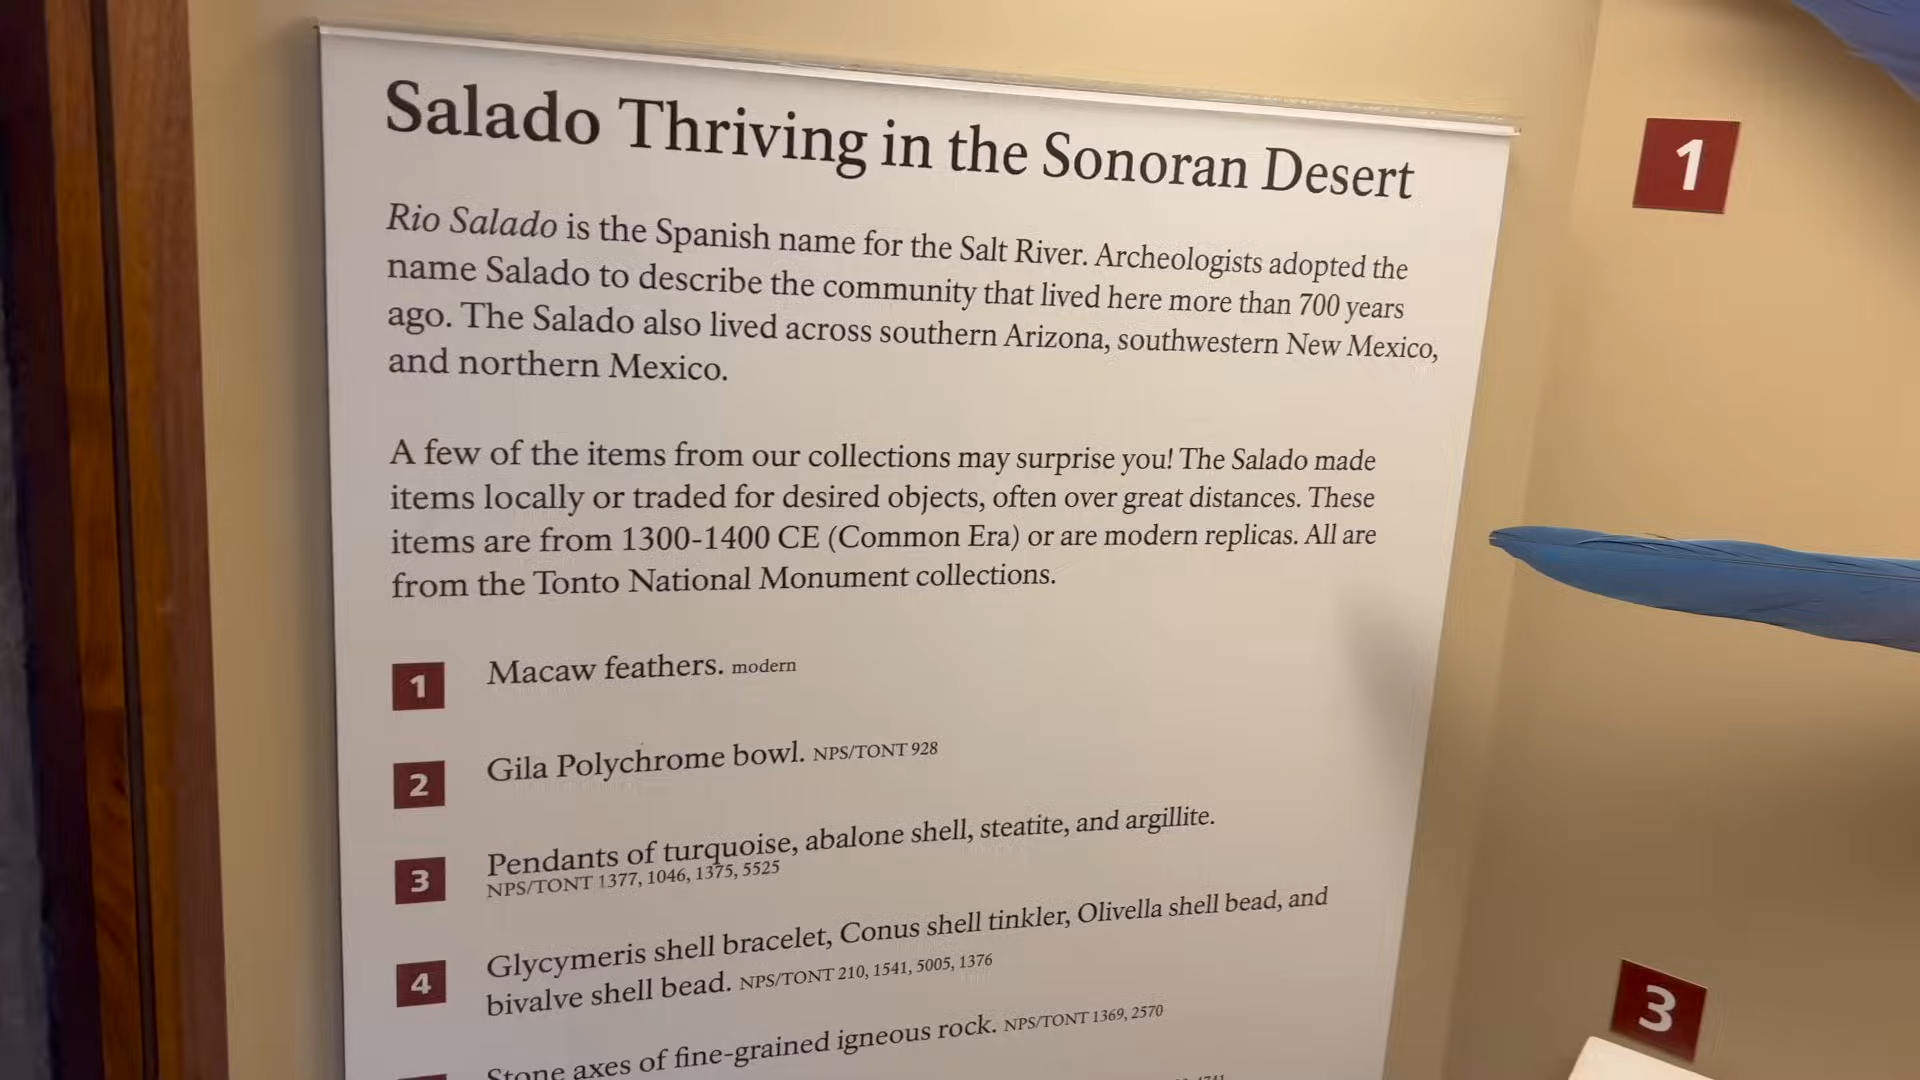 Salado Thriving in the Sonoran Desert
Rio Salado is the Spanish name for the Salt River. Archeologists adopted the
name Salado to describe the community that lived here more than 700 years
ago. The Salado also lived across southern Arizona, southwestern New Mexico,
and northern Mexico.
A few of the items from our collections may surprise you! The Salado made
items locally or traded for desired objects, often over great distances. These
items are from 1300-1400 CE (Common Era) or are modern replicas. All are
from the Tonto National Monument collections.
1 Macaw feathers. modern
2 Gila Polychrome bowl. NPS/TONT 928
3 Pendants of turquoise, abalone shell, steatite, and argillite.
NPS/TONT 1377, 1046, 1375, 5525
4 Glycymeris shell bracelet, Conus shell tinkler, Olivella shell bead, and
bivalve shell bead. NPS/TONT 210, 1541, 5005, 1376
Stone axes of fine-grained igneous rock. NPS/TONT 1369, 2570
1
3